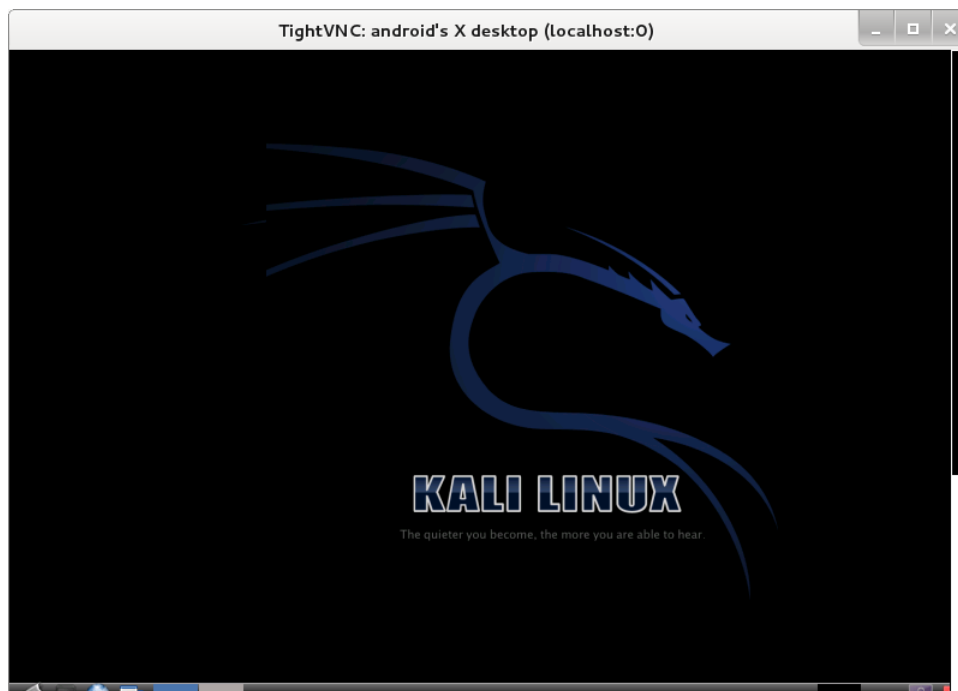 TightVNC: android's X desktop (localhost:0)
KALI LINUX
The quieter you become, the more you are able to hear.